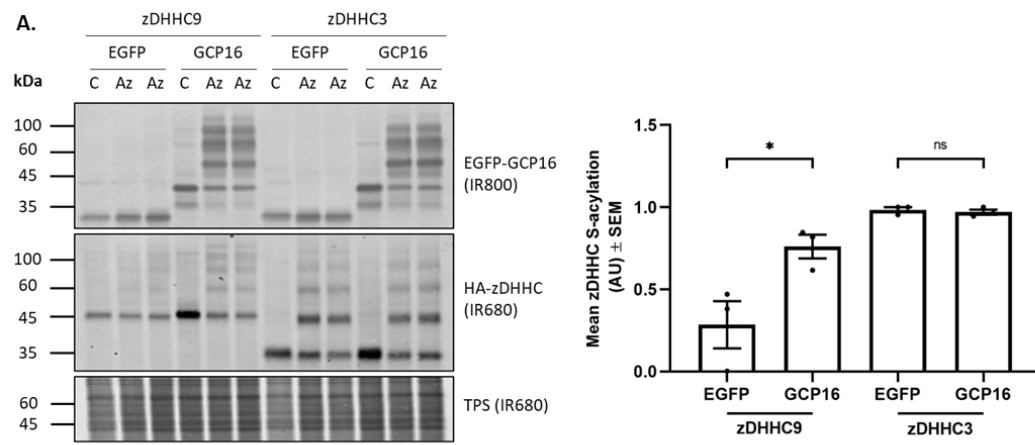 A.
zDHHC9 zDHHC3
EGFP GCP16 EGFP GCP16
kDa C Az Az C Az Az C Az Az C Az Az
100
60
45
35
EGFP-GCP16
(IR800)
100
60
45
35
HA-zDHHC
(IR680)
60
45
TPS (IR680)
Mean zDHHC S-acylation
(AU) ± SEM
1.5
1.0
0.5
0.0
* ns
EGFP GCP16 EGFP GCP16
zDHHC9 zDHHC3